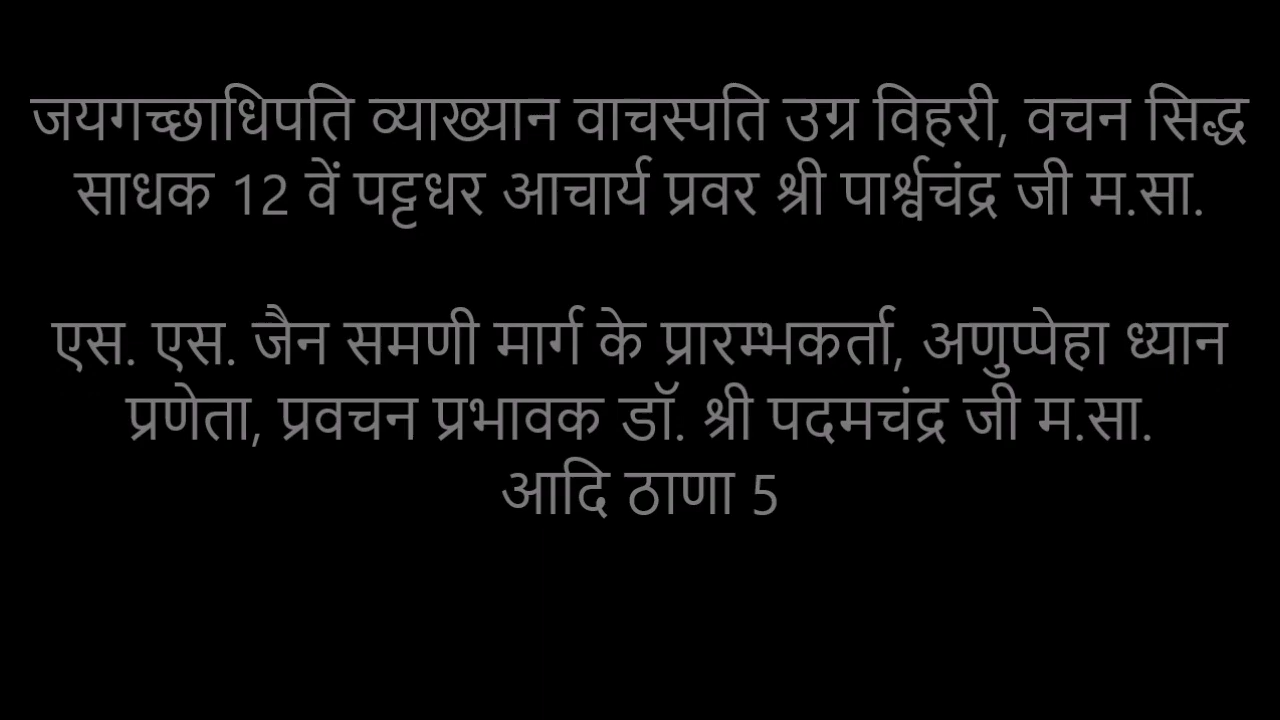 जयगच्छाधिपति व्याख्यान वाचस्पति उग्र विहरी, वचन सिद्ध
साधक 12 वें पट्टधर आचार्य प्रवर श्री पार्श्वचंद्र जी म.सा.
एस. एस. जैन समणी मार्ग के प्रारम्भकर्ता, अणुप्पेहा ध्यान
प्रणेता, प्रवचन प्रभावक डॉ. श्री पदमचंद्र जी म.सा.
आदि ठाणा 5